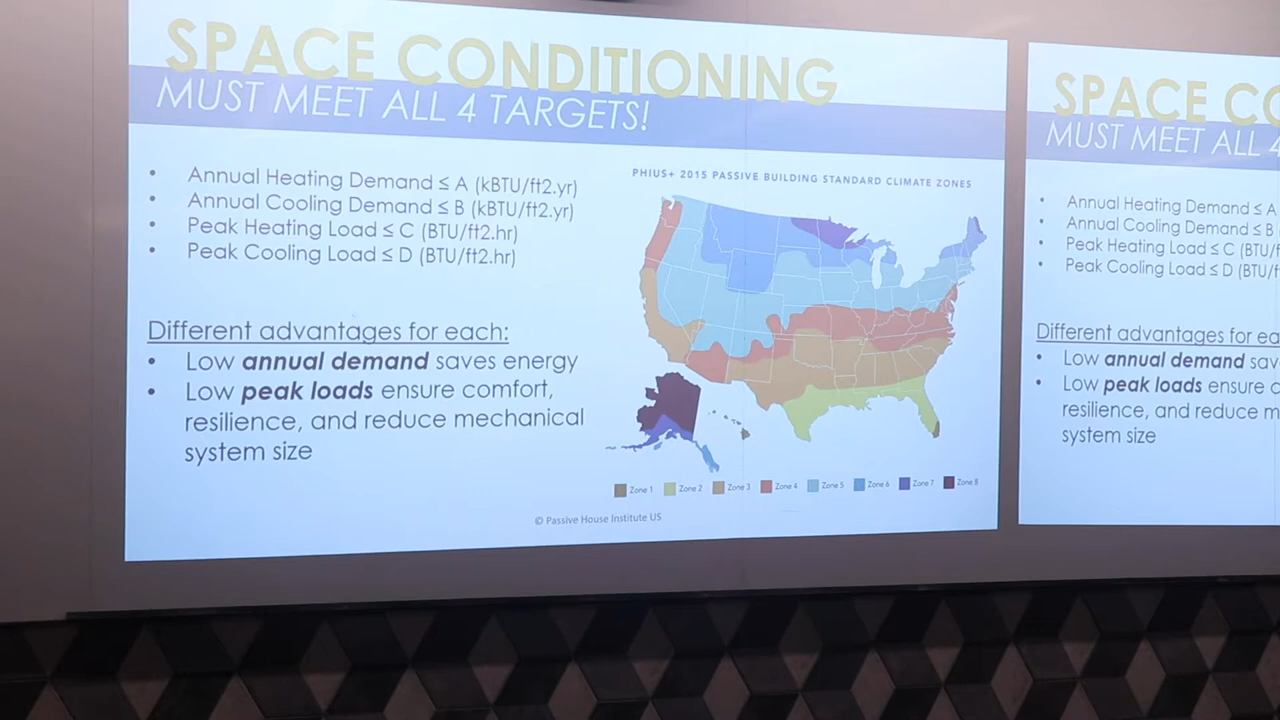 SPACE CONDITIONING
MUST MEET ALL 4 TARGETS!
• Annual Heating Demand ≤ A (kBTU/ft2.yr)
• Annual Cooling Demand ≤ B (kBTU/ft2.yr)
• Peak Heating Load ≤ C (BTU/ft2.hr)
• Peak Cooling Load ≤ D (BTU/ft2.hr)
Different advantages for each:
• Low annual demand saves energy
• Low peak loads ensure comfort,
resilience, and reduce mechanical
system size
PHIUS+ 2015 PASSIVE BUILDING STANDARD CLIMATE ZONES
Zone 1 Zone 2 Zone 3 Zone 4 Zone 5 Zone 6 Zone 7 Zone 8
© Passive House Institute US
SPACE CO
MUST MEET ALL 4
• Annual Heating Demand ≤ A
• Annual Cooling Demand ≤ B
• Peak Heating Load ≤ C (BTU/f
• Peak Cooling Load ≤ D (BTU/f
Different advantages for ea
• Low annual demand sav
• Low peak loads ensure c
resilience, and reduce m
system size